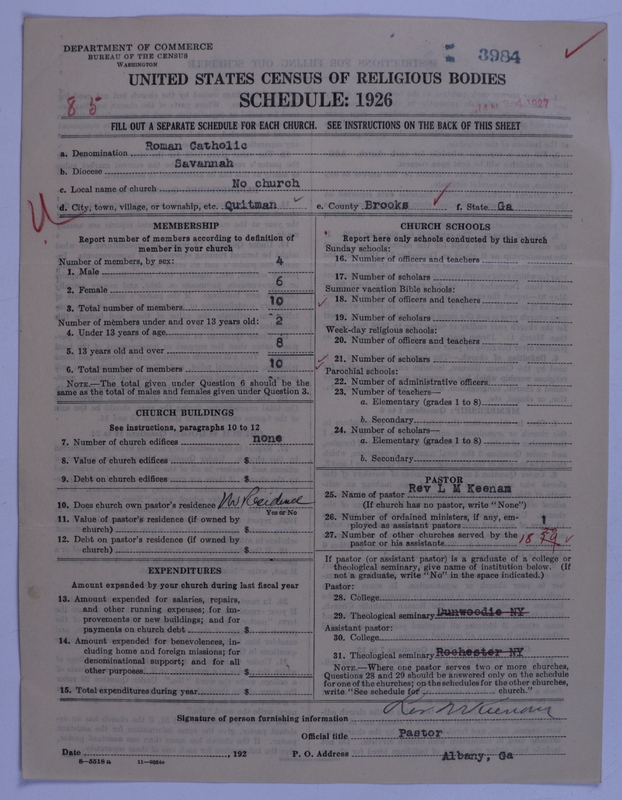 DEPARTMENT OF COMMERCE
BUREAU OF THE CENSUS
WASHINGTON
3984
UNITED STATES CENSUS OF RELIGIOUS BODIES
SCHEDULE: 1926
8 5
1927
FILL OUT A SEPARATE SCHEDULE FOR EACH CHURCH. SEE INSTRUCTIONS ON THE BACK OF THIS SHEET
a. Denomination Roman Catholic
b. Diocese Savannah
c. Local name of church No church
d. City, town, village, or township, etc. Quitman e. County Brooks f. State Ga
MEMBERSHIP
Report number of members according to definition of
member in your church
Number of members, by sex:
1. Male 4
2. Female 6
3. Total number of members 10
Number of members under and over 13 years old:
4. Under 13 years of age 2
5. 13 years old and over 8
6. Total number of members 10
NOTE.—The total given under Question 6 should be the
same as the total of males and females given under Question 3.
CHURCH BUILDINGS
See instructions, paragraphs 10 to 12
7. Number of church edifices none
8. Value of church edifices $
9. Debt on church edifices $
10. Does church own pastor's residence No Residence
Yes or No
11. Value of pastor's residence (if owned by
church) $
12. Debt on pastor's residence (if owned by
church) $
EXPENDITURES
Amount expended by your church during last fiscal year
13. Amount expended for salaries, repairs,
and other running expenses; for im-
provements or new buildings; and for
payments on church debt $
14. Amount expended for benevolences, in-
cluding home and foreign missions; for
denominational support; and for all
other purposes $
15. Total expenditures during year $
CHURCH SCHOOLS
Report here only schools conducted by this church
Sunday schools:
16. Number of officers and teachers
17. Number of scholars
Summer vacation Bible schools:
18. Number of officers and teachers
19. Number of scholars
Week-day religious schools:
20. Number of officers and teachers
21. Number of scholars
Parochial schools:
22. Number of administrative officers
23. Number of teachers—
a. Elementary (grades 1 to 8)
b. Secondary
24. Number of scholars—
a. Elementary (grades 1 to 8)
b. Secondary
PASTOR
25. Name of pastor Rev L M Keenam
(If church has no pastor, write "None")
26. Number of ordained ministers, if any, em-
ployed as assistant pastors 1
27. Number of other churches served by the
pastor or his assistants 18
If pastor (or assistant pastor) is a graduate of a college or
theological seminary, give name of institution below. (If
not a graduate, write "No" in the space indicated.)
Pastor:
28. College
29. Theological seminary Dunwoodie NY
Assistant pastor:
30. College
31. Theological seminary Rochester NY
NOTE.—Where one pastor serves two or more churches,
Questions 28 and 29 should be answered only on the schedule
for one of the churches; on the schedules for the other churches,
write "See schedule for church."
Signature of person furnishing information
Official title Pastor
Date , 192 P. O. Address Albany, Ga